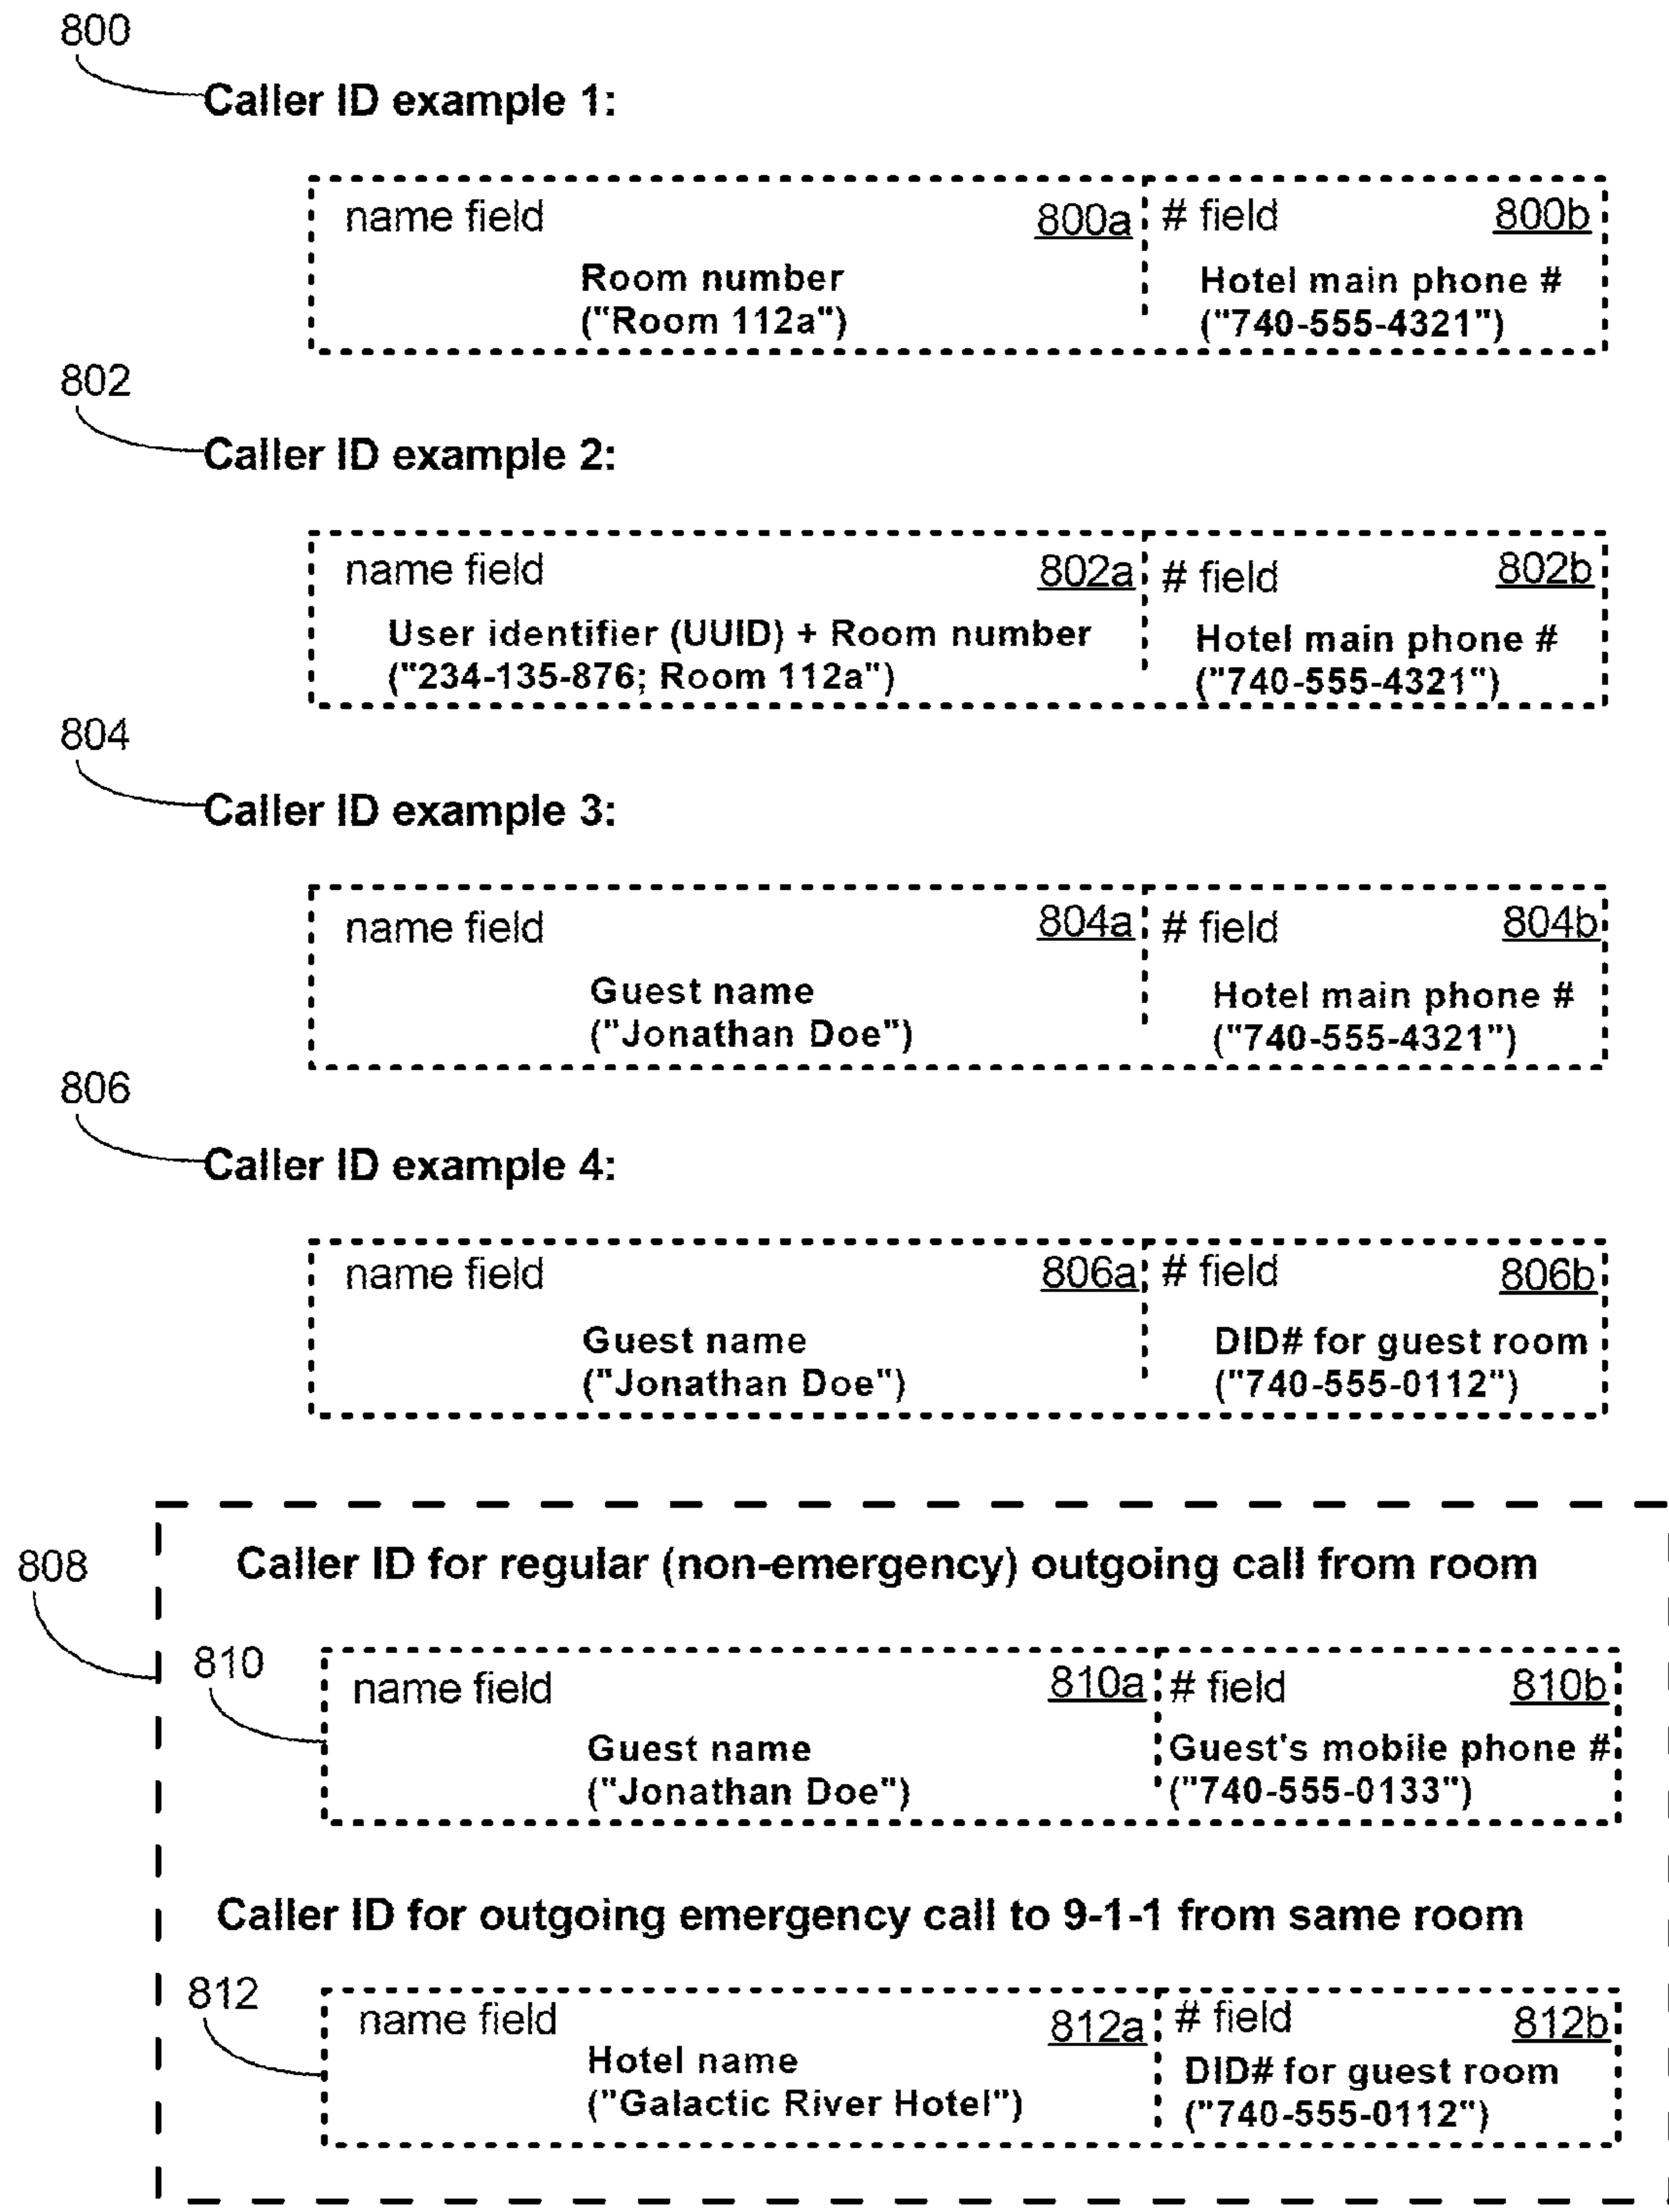 800
Caller ID example 1:
name field 800a # field 800b
Room number Hotel main phone #
("Room 112a") ("740-555-4321")
802
Caller ID example 2:
name field 802a # field 802b
User identifier (UUID) + Room number Hotel main phone #
("234-135-876; Room 112a") ("740-555-4321")
804
Caller ID example 3:
name field 804a # field 804b
Guest name Hotel main phone #
("Jonathan Doe") ("740-555-4321")
806
Caller ID example 4:
name field 806a # field 806b
Guest name DID# for guest room
("Jonathan Doe") ("740-555-0112")
808
Caller ID for regular (non-emergency) outgoing call from room
810
name field 810a # field 810b
Guest name Guest's mobile phone #
("Jonathan Doe") ("740-555-0133")
Caller ID for outgoing emergency call to 9-1-1 from same room
812
name field 812a # field 812b
Hotel name DID# for guest room
("Galactic River Hotel") ("740-555-0112")